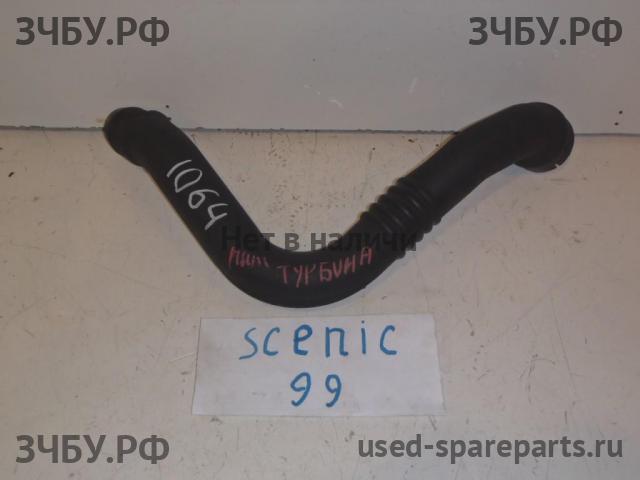 ЗЧБУ.РФ
ЗЧБУ.РФ
1064
Нет в наличии
ТУРБИНА
scenic
99
ЗЧБУ.РФ
used-spareparts.ru